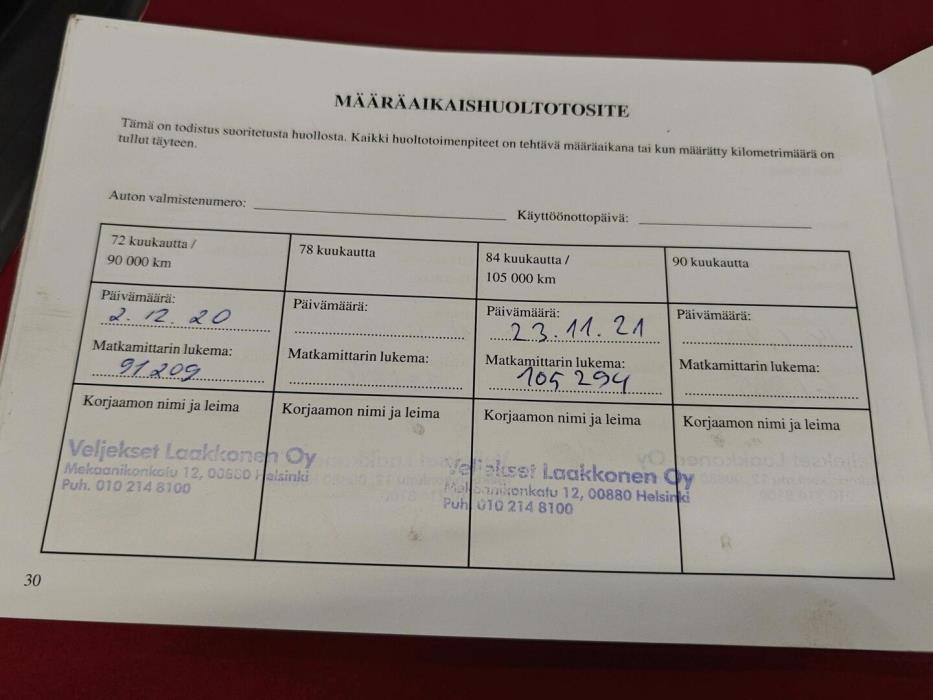 MÄÄRÄAIKAISHUOLTOTOSITE
Tämä on todistus suoritetusta huollosta. Kaikki huoltotoimenpiteet on tehtävä määräaikana tai kun määrätty kilometrimäärä on
tullut täyteen.
Auton valmistenumero:
Käyttöönottopäivä:
72 kuukautta /
90 000 km
Päivämäärä:
2.12.20
Matkamittarin lukema:
91209
Korjaamon nimi ja leima
Veljekset Laakkonen Oy
Mekaanikonkatu 12, 00880 Helsinki
Puh. 010 214 8100
78 kuukautta
Päivämäärä:
Matkamittarin lukema:
Korjaamon nimi ja leima
84 kuukautta /
105 000 km
Päivämäärä:
23.11.21
Matkamittarin lukema:
105 294
Korjaamon nimi ja leima
Veljekset Laakkonen Oy
Mekaanikonkatu 12, 00880 Helsinki
Puh. 010 214 8100
90 kuukautta
Päivämäärä:
Matkamittarin lukema:
Korjaamon nimi ja leima
30